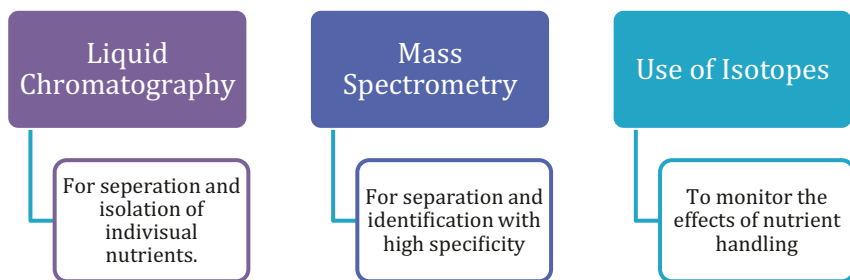 Liquid
Chromatography
For seperation and
isolation of
indivisual
nutrients.
Mass
Spectrometry
For separation and
identification with
high specificity
Use of Isotopes
To monitor the
effects of nutrient
handling